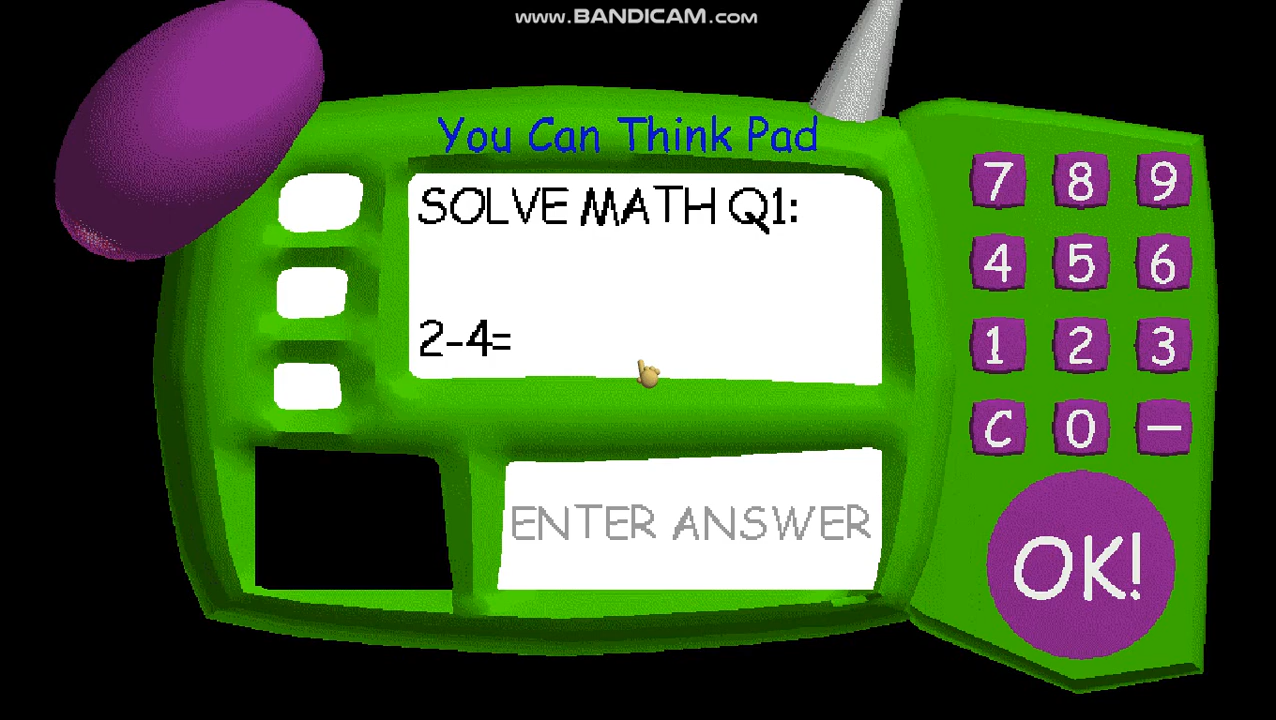 www.BANDICAM.com
You Can Think Pad
SOLVE MATH Q1:
2-4=
ENTER ANSWER
7 8 9
4 5 6
1 2 3
C 0 —
OK!